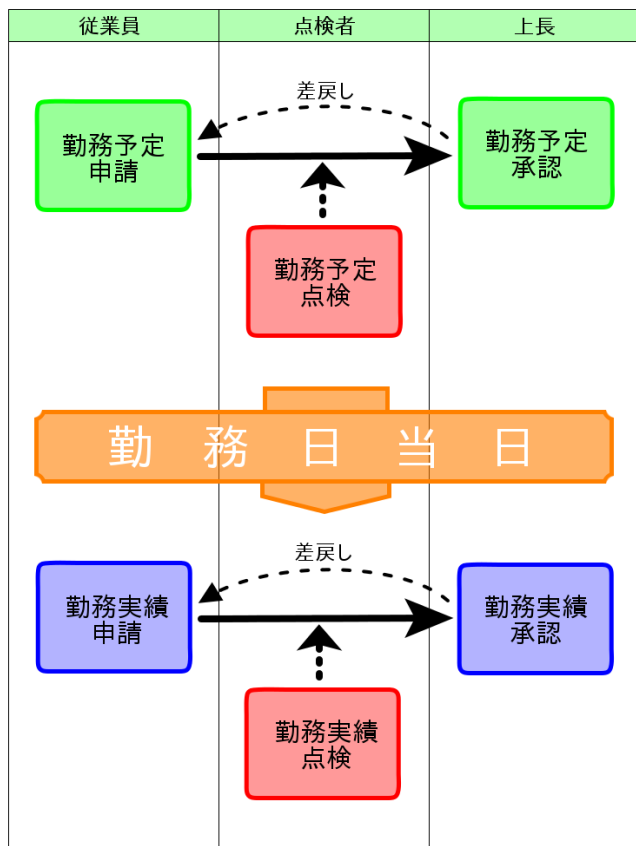 従業員
点検者
上長
差戻し
勤務予定
申請
勤務予定
承認
勤務予定
点検
勤務日当日
差戻し
勤務実績
申請
勤務実績
承認
勤務実績
点検